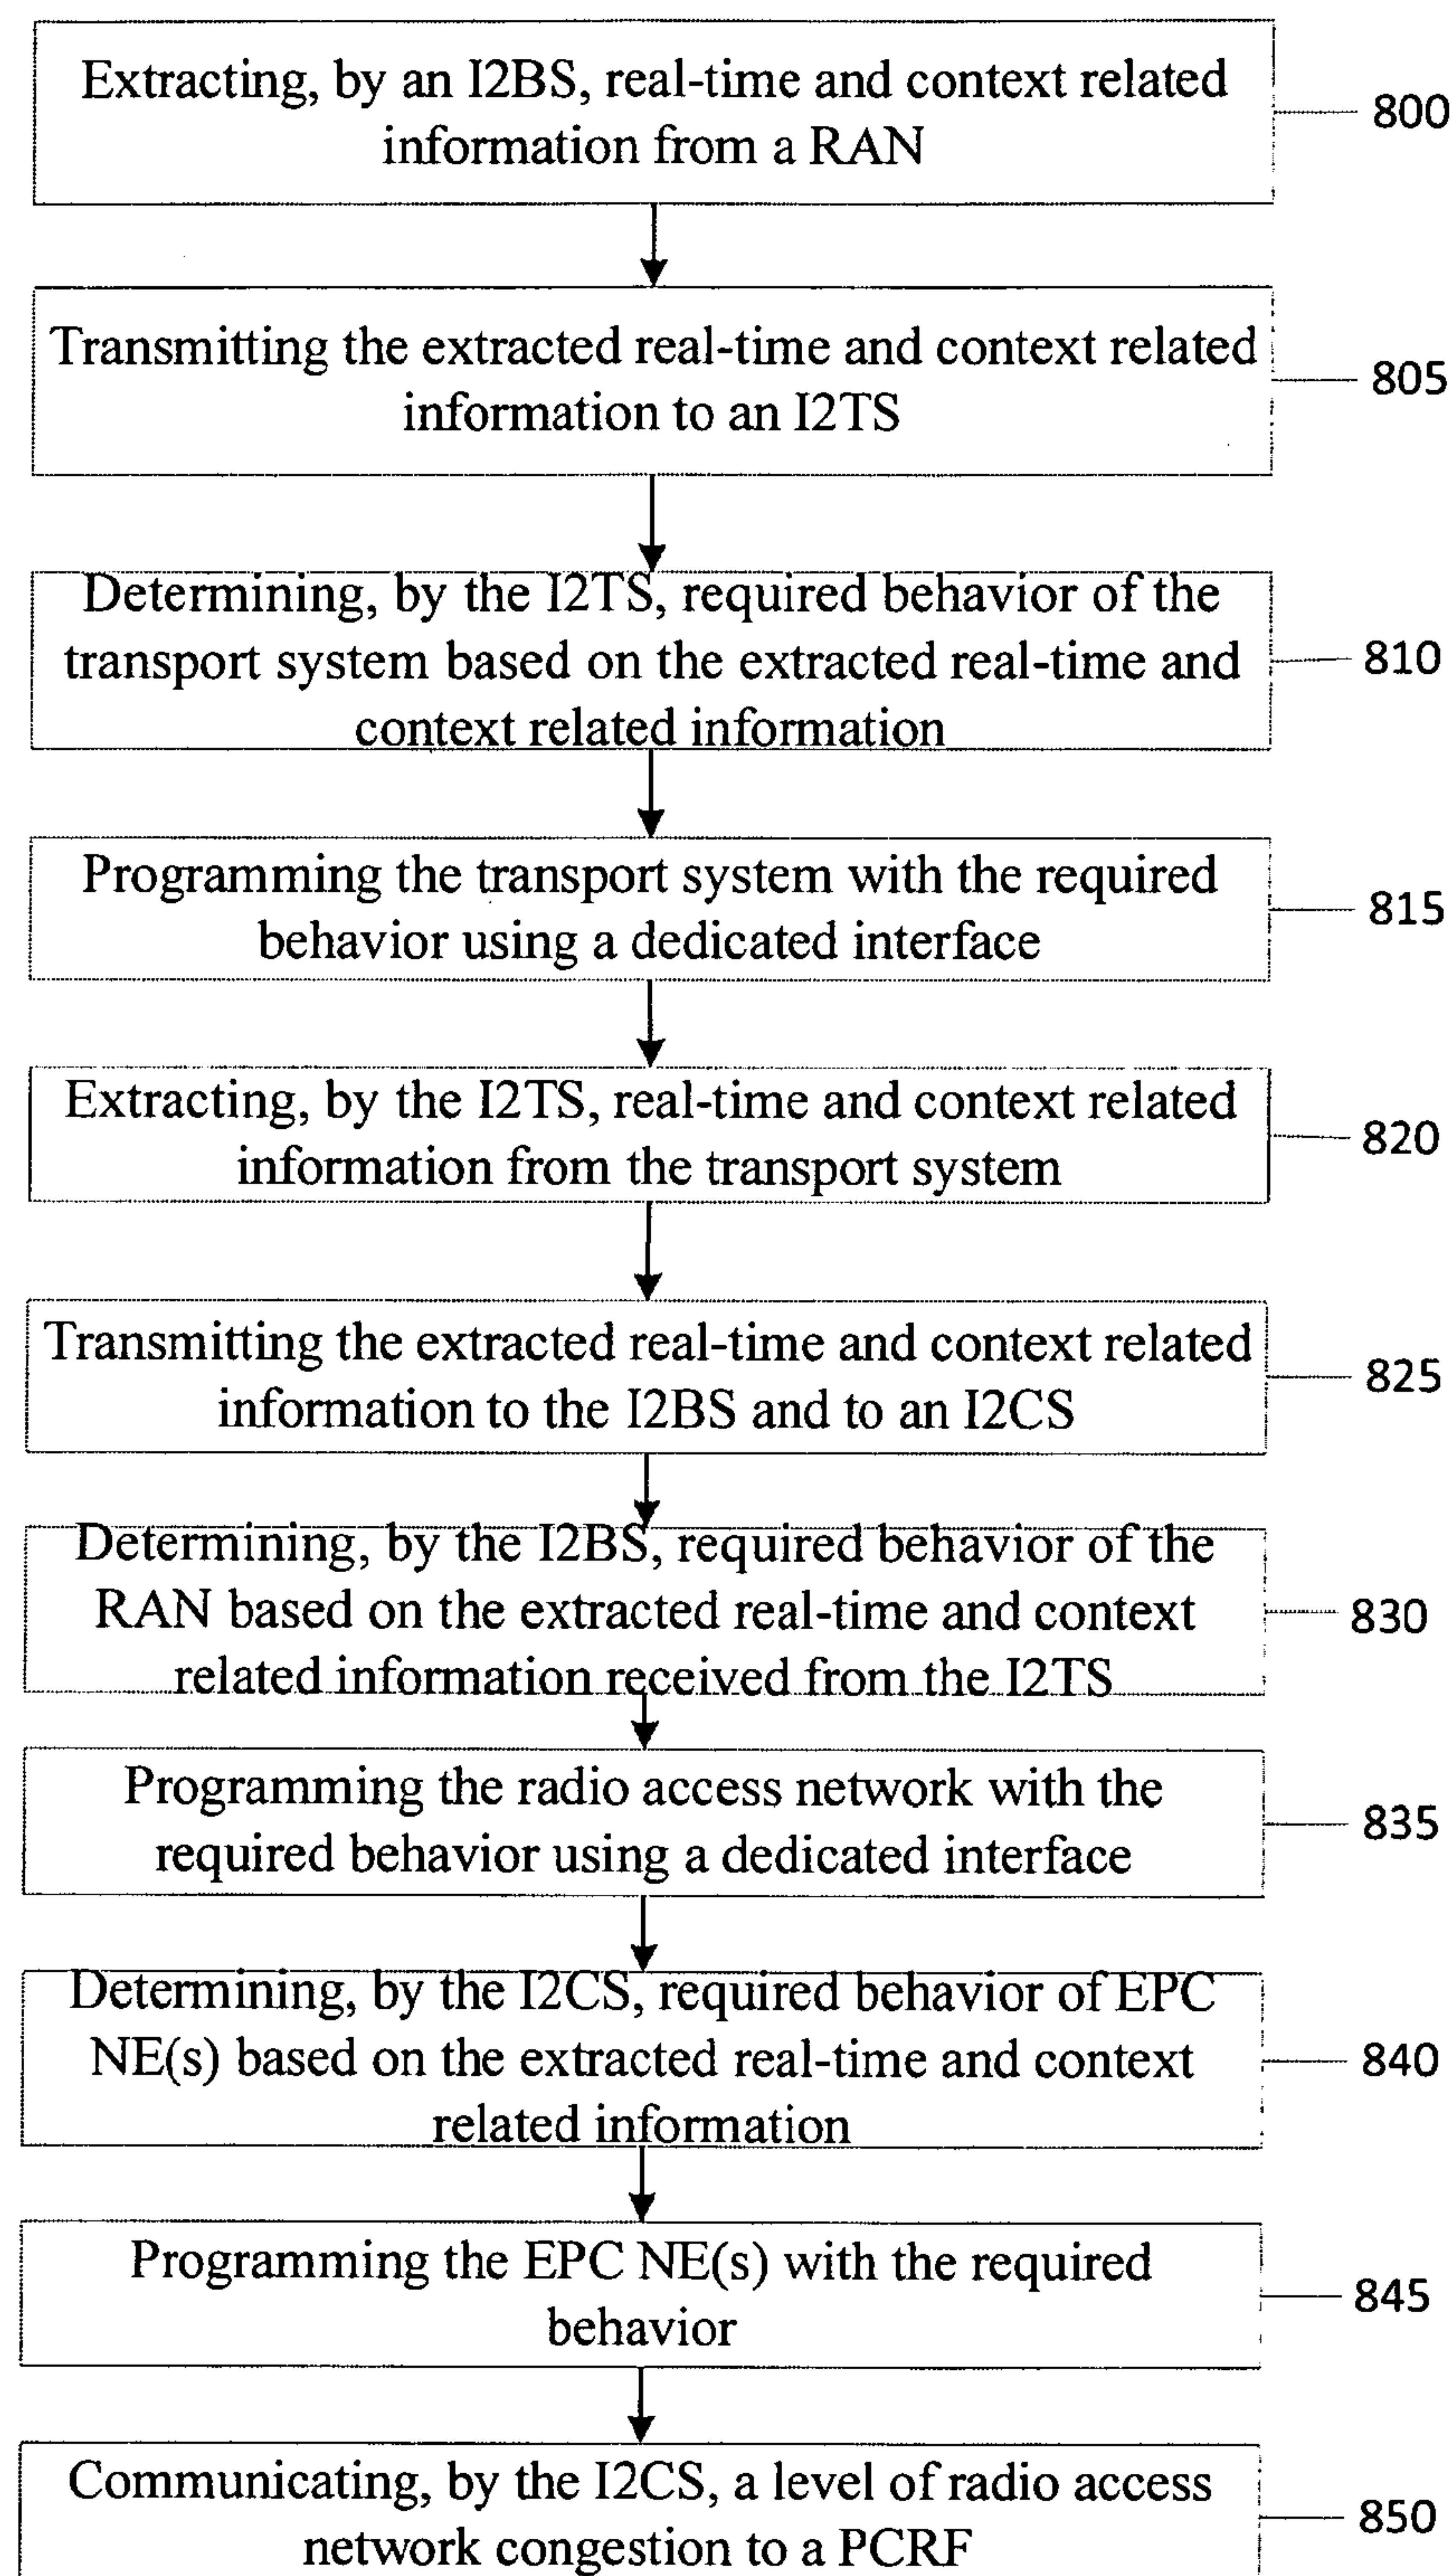 Extracting, by an I2BS, real-time and context related
information from a RAN
800
Transmitting the extracted real-time and context related
information to an I2TS
805
Determining, by the I2TS, required behavior of the
transport system based on the extracted real-time and
context related information
810
Programming the transport system with the required
behavior using a dedicated interface
815
Extracting, by the I2TS, real-time and context related
information from the transport system
820
Transmitting the extracted real-time and context related
information to the I2BS and to an I2CS
825
Determining, by the I2BS, required behavior of the
RAN based on the extracted real-time and context
related information received from the I2TS
830
Programming the radio access network with the
required behavior using a dedicated interface
835
Determining, by the I2CS, required behavior of EPC
NE(s) based on the extracted real-time and context
related information
840
Programming the EPC NE(s) with the required
behavior
845
Communicating, by the I2CS, a level of radio access
network congestion to a PCRF
850